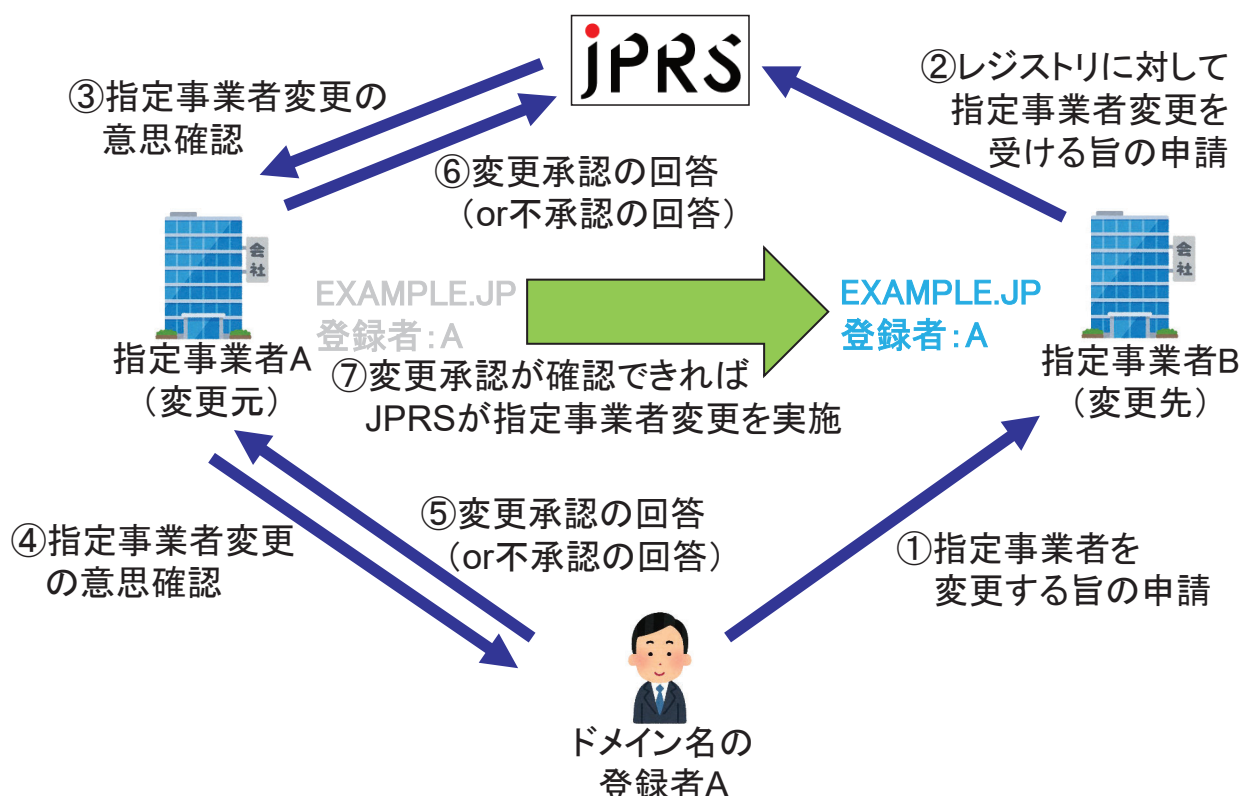 JPRS
②レジストリに対して
指定事業者変更を
受ける旨の申請
③指定事業者変更の
意思確認
⑥変更承認の回答
（or不承認の回答）
会社
会社
EXAMPLE.JP
登録者：A
EXAMPLE.JP
登録者：A
指定事業者A
（変更元）
指定事業者B
（変更先）
⑦変更承認が確認できれば
JPRSが指定事業者変更を実施
④指定事業者変更
の意思確認
⑤変更承認の回答
（or不承認の回答）
①指定事業者を
変更する旨の申請
ドメイン名の
登録者A